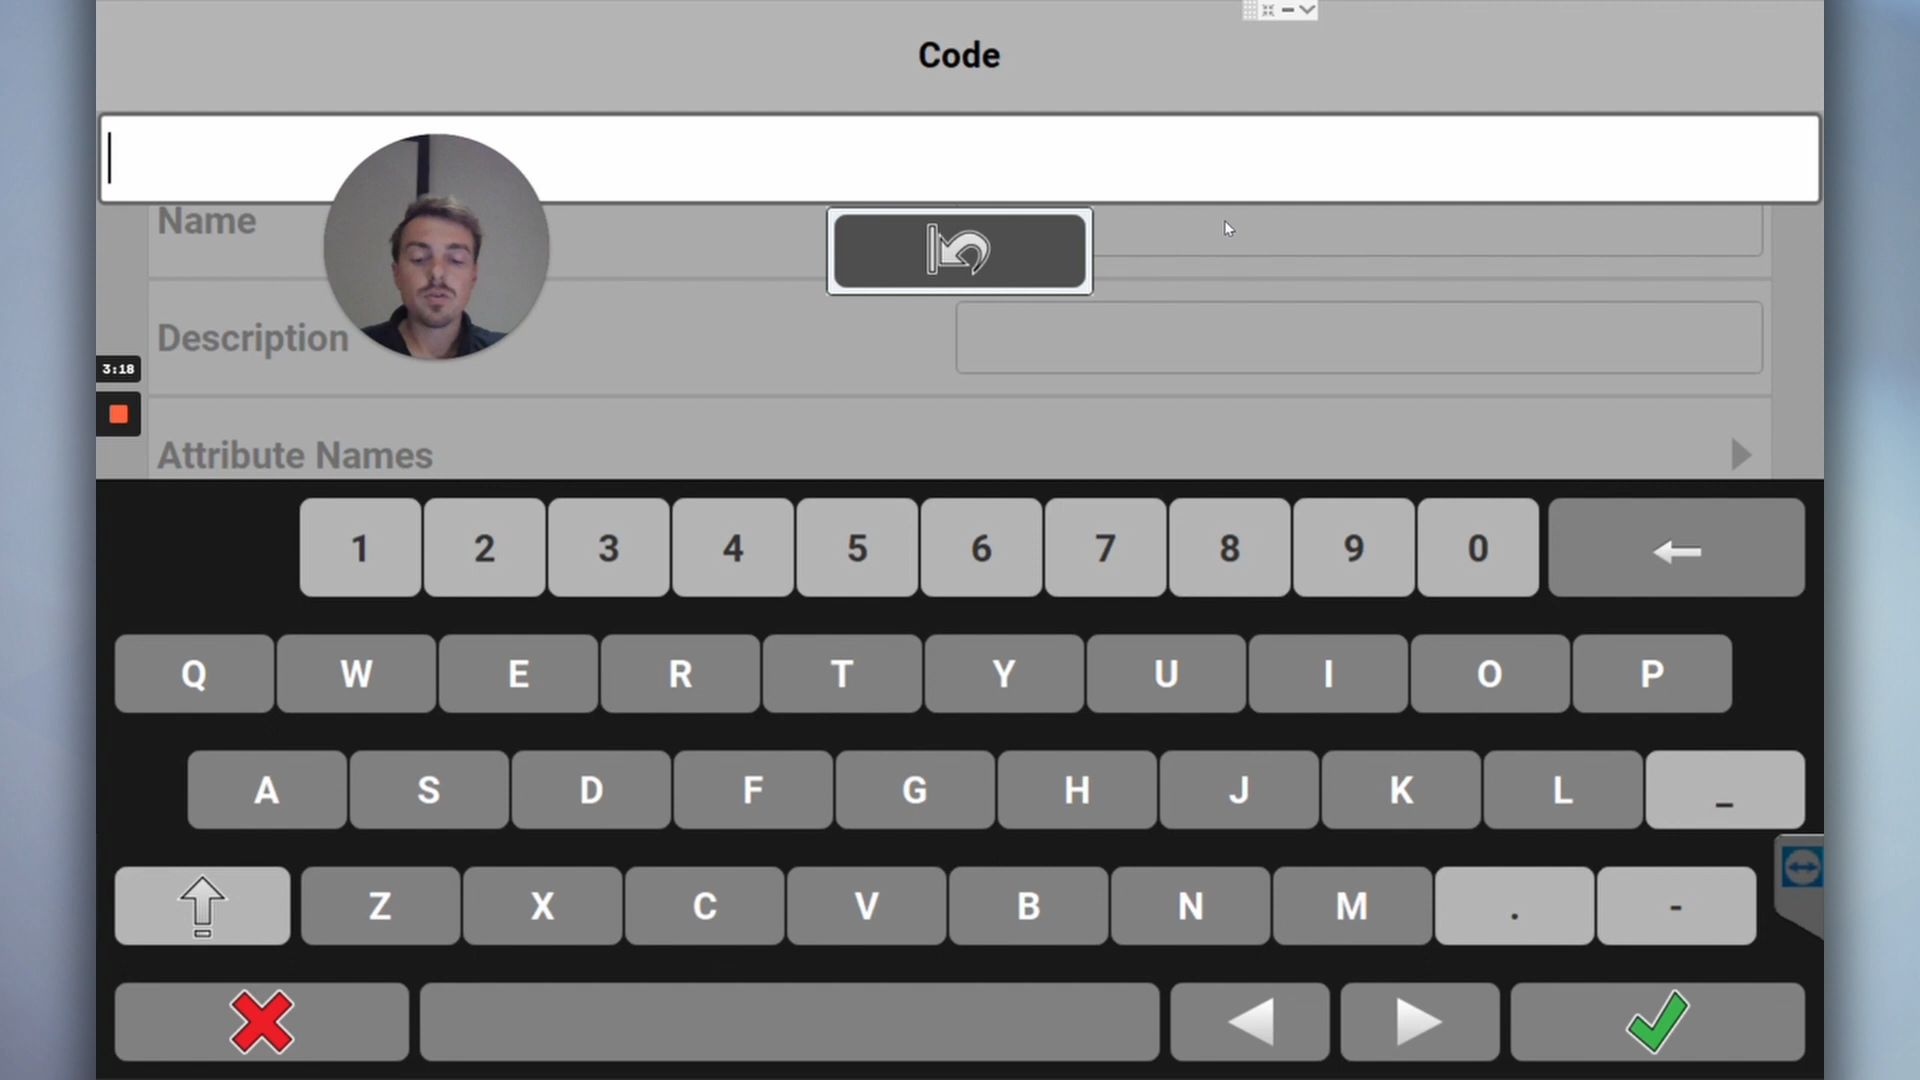 Code
Name
Description
3:18
Attribute Names
1 2 3 4 5 6 7 8 9 0
Q W E R T Y U I O P
A S D F G H J K L _
Z X C V B N M . -